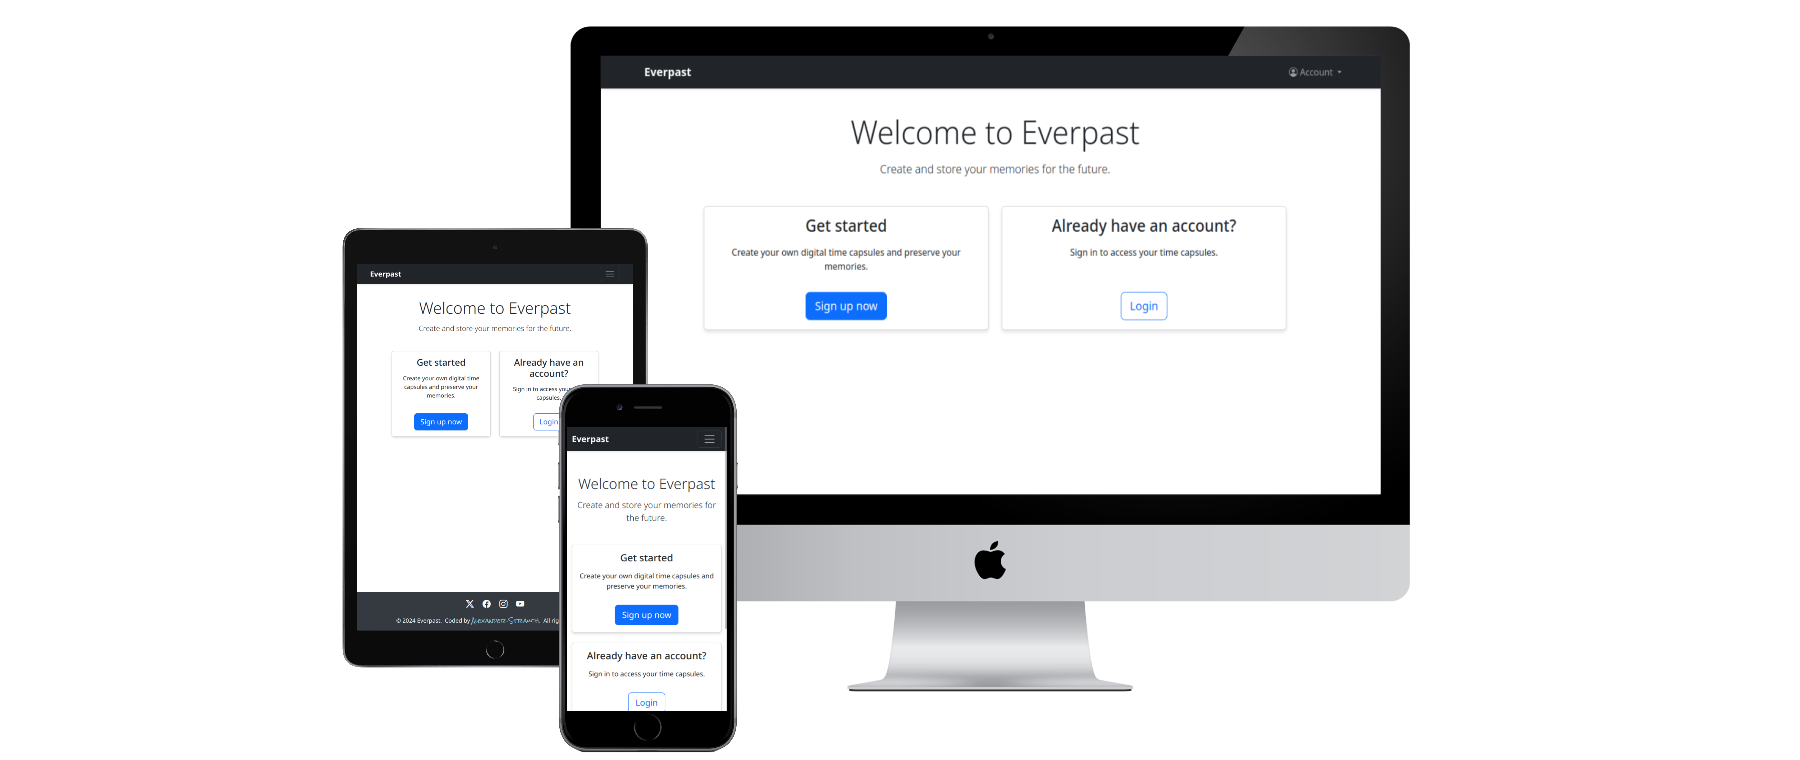 Everpast
Account
Welcome to Everpast
Create and store your memories for the future.
Get started
Create your own digital time capsules and preserve your
memories.
Sign up now
Already have an account?
Sign in to access your time capsules.
Login
Everpast
Welcome to Everpast
Create and store your memories for the future.
Get started
Create your own digital time
capsules and preserve your
memories.
Sign up now
Already have an
account?
Sign in to access your
capsules.
Login
© 2024 Everpast. Coded by Alexander-Starack. All
Everpast
Welcome to Everpast
Create and store your memories for
the future.
Get started
Create your own digital time capsules and
preserve your memories.
Sign up now
Already have an account?
Sign in to access your time capsules.
Login